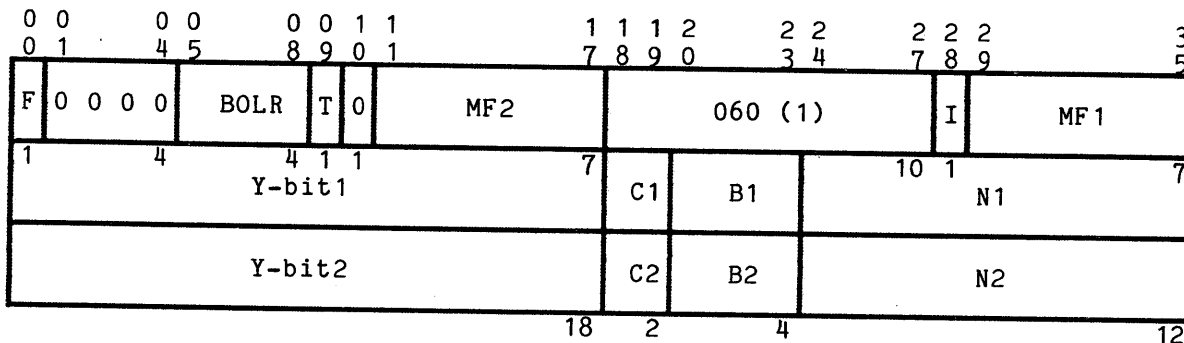 0 0 0 0 0 0 1 1 1 1 1 2 2 2 2 2 2 3
0 1 4 5 8 9 0 1 7 8 9 0 3 4 7 8 9 5
F 0 0 0 0 BOLR T 0 MF2 060 (1) I MF1
1 4 4 1 1 7 10 1 7
Y-bit1 C1 B1 N1
Y-bit2 C2 B2 N2
18 2 4 12